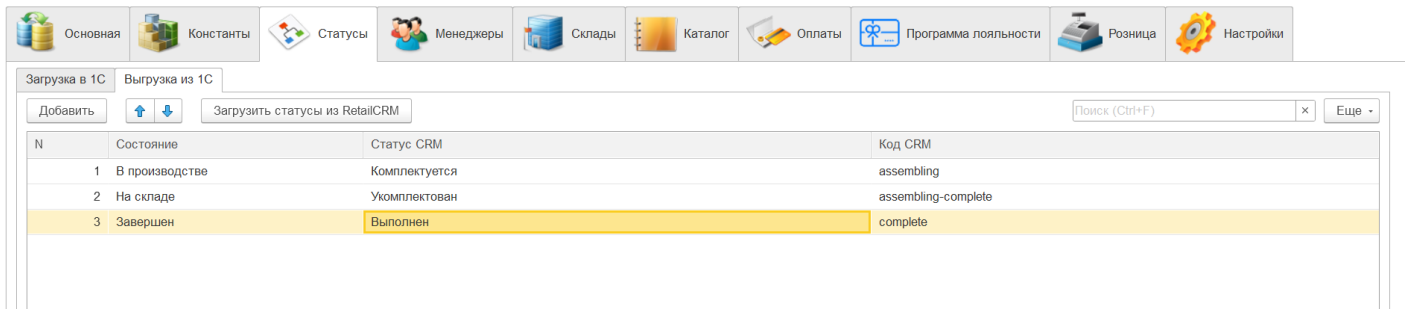 Основная Константы Статусы Менеджеры Склады Каталог Оплаты Программа лояльности Розница Настройки
Загрузка в 1С Выгрузка из 1С
Добавить Загрузить статусы из RetailCRM Поиск (Ctrl+F) × Еще
N Состояние Статус CRM Код CRM
1 В производстве Комплектуется assembling
2 На складе Укомплектован assembling-complete
3 Завершен Выполнен complete